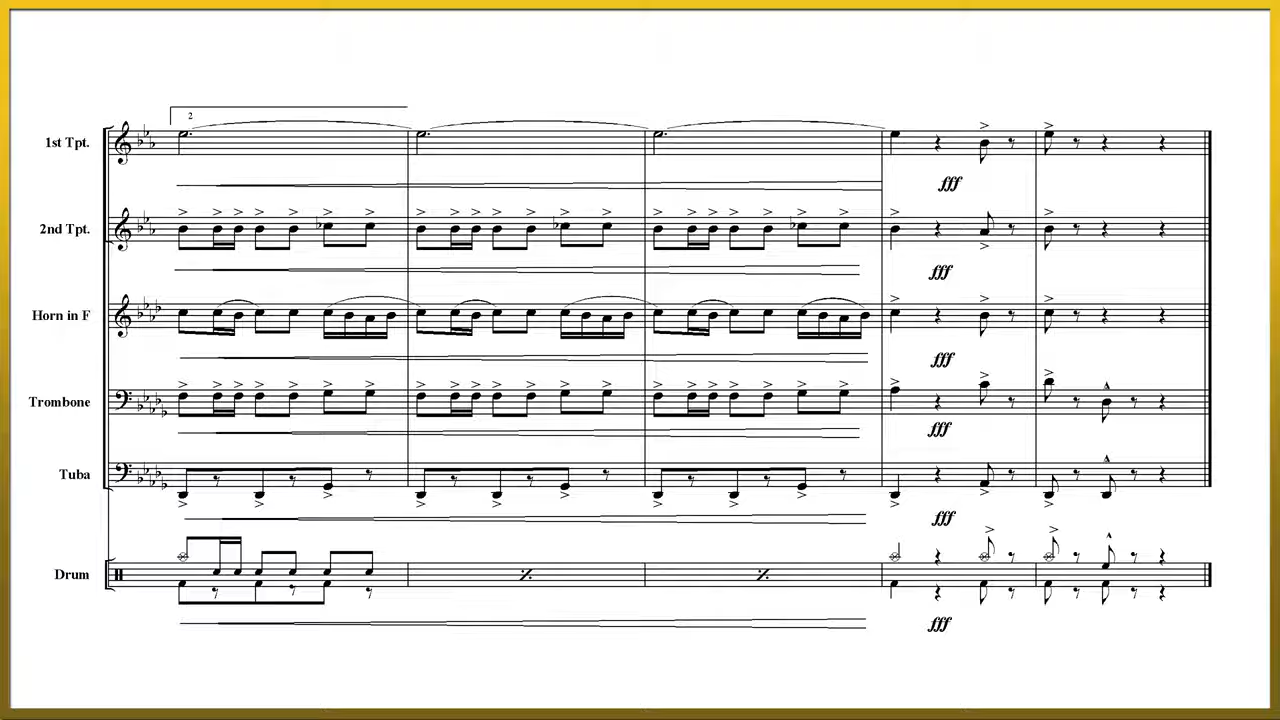 2
1st Tpt.
fff
2nd Tpt.
fff
Horn in F
fff
Trombone
fff
Tuba
fff
Drum
fff